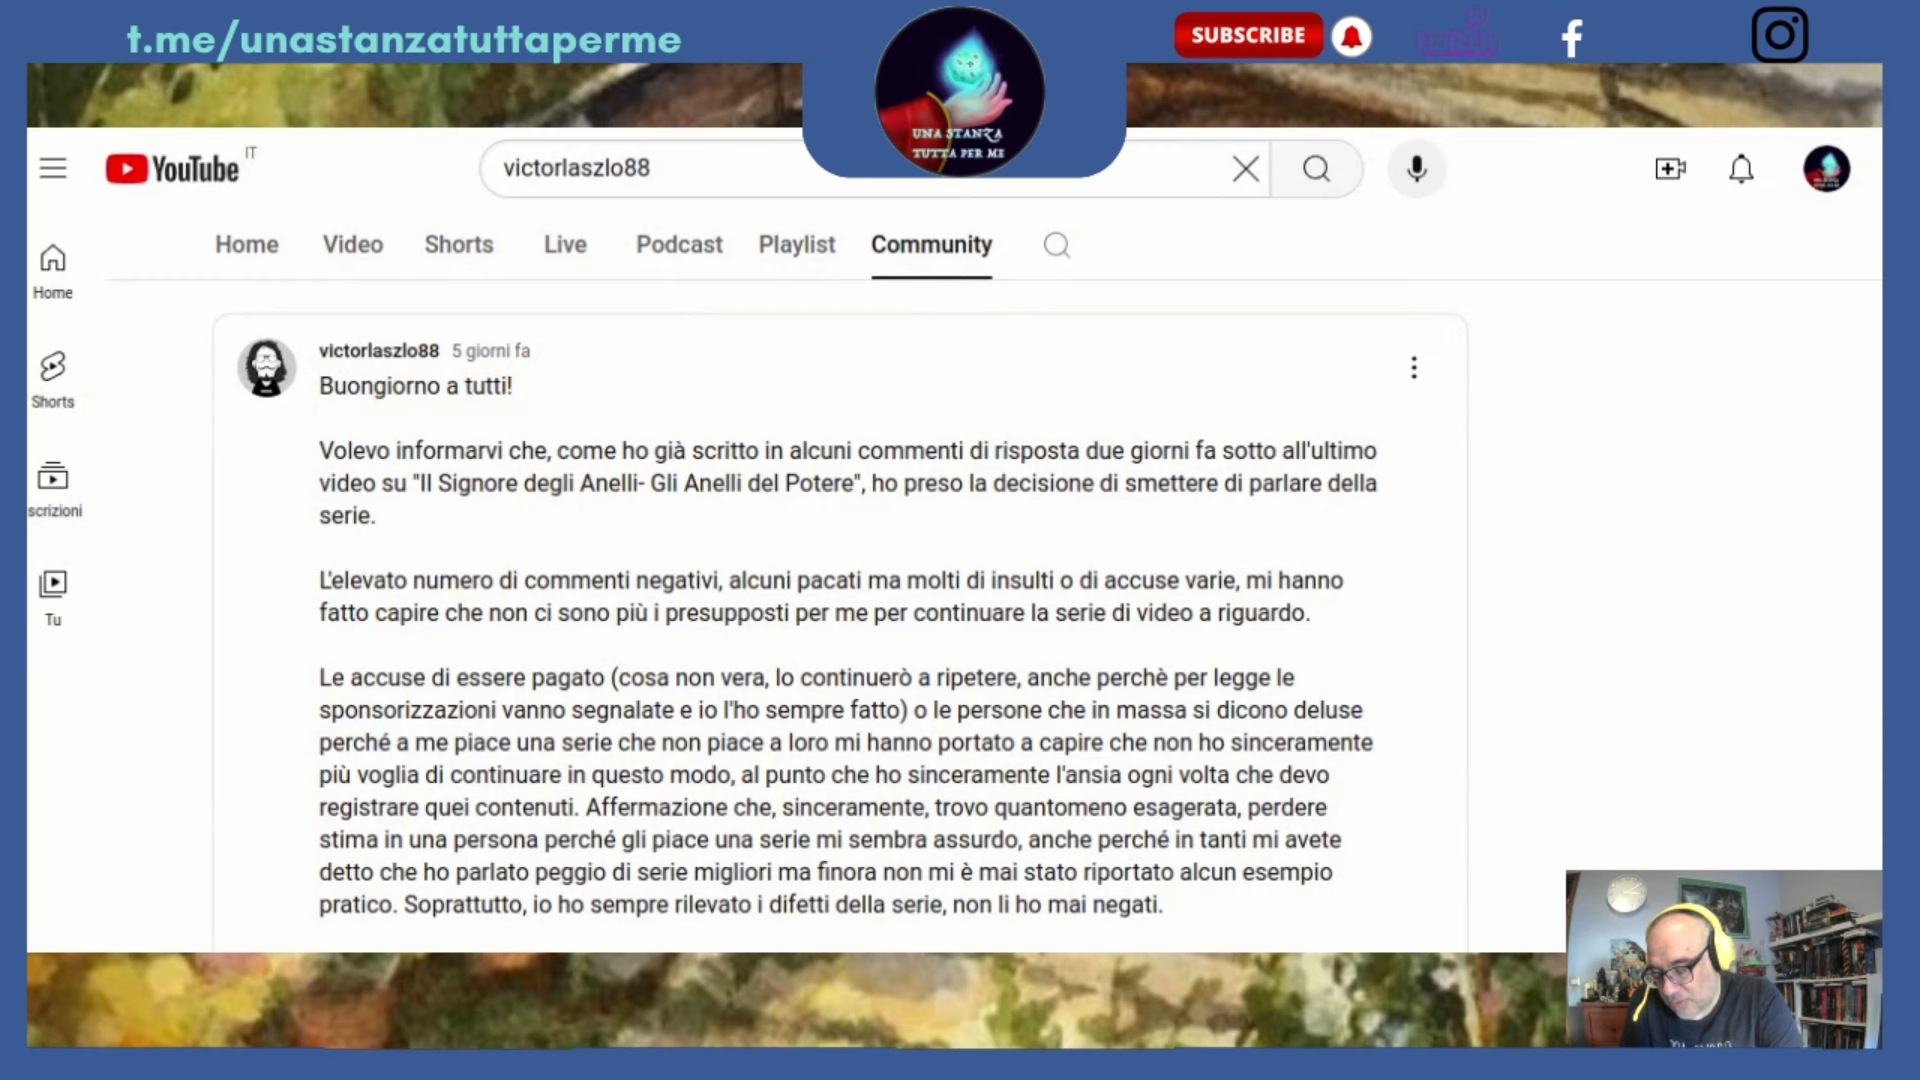 t.me/unastanzatuttaperme
SUBSCRIBE
UNA STANZA
TUTTA PER ME
YouTube IT
victorlaszlo88
Home Video Shorts Live Podcast Playlist Community
Home
Shorts
scrizioni
Tu
victorlaszlo88 5 giorni fa
Buongiorno a tutti!
Volevo informarvi che, come ho già scritto in alcuni commenti di risposta due giorni fa sotto all'ultimo
video su "Il Signore degli Anelli- Gli Anelli del Potere", ho preso la decisione di smettere di parlare della
serie.
L'elevato numero di commenti negativi, alcuni pacati ma molti di insulti o di accuse varie, mi hanno
fatto capire che non ci sono più i presupposti per me per continuare la serie di video a riguardo.
Le accuse di essere pagato (cosa non vera, lo continuerò a ripetere, anche perchè per legge le
sponsorizzazioni vanno segnalate e io l'ho sempre fatto) o le persone che in massa si dicono deluse
perché a me piace una serie che non piace a loro mi hanno portato a capire che non ho sinceramente
più voglia di continuare in questo modo, al punto che ho sinceramente l'ansia ogni volta che devo
registrare quei contenuti. Affermazione che, sinceramente, trovo quantomeno esagerata, perdere
stima in una persona perché gli piace una serie mi sembra assurdo, anche perché in tanti mi avete
detto che ho parlato peggio di serie migliori ma finora non mi è mai stato riportato alcun esempio
pratico. Soprattutto, io ho sempre rilevato i difetti della serie, non li ho mai negati.